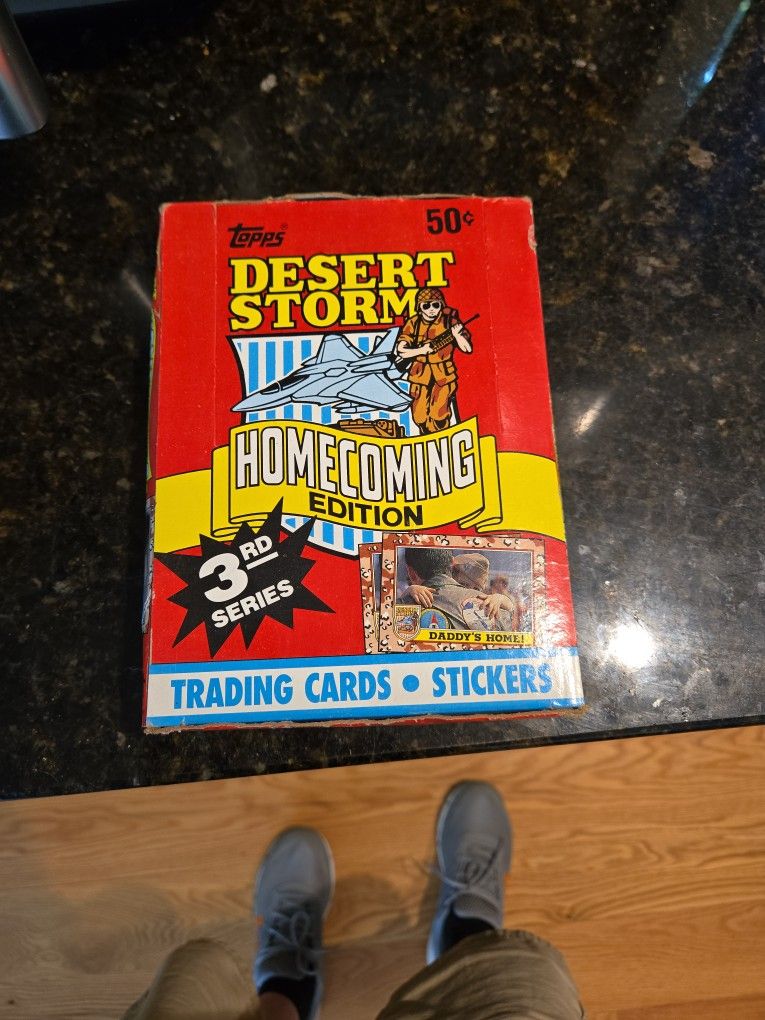 topps®
50¢
DESERT
STORM
HOMECOMING
EDITION
3RD
SERIES
DADDY'S HOME!
TRADING CARDS • STICKERS